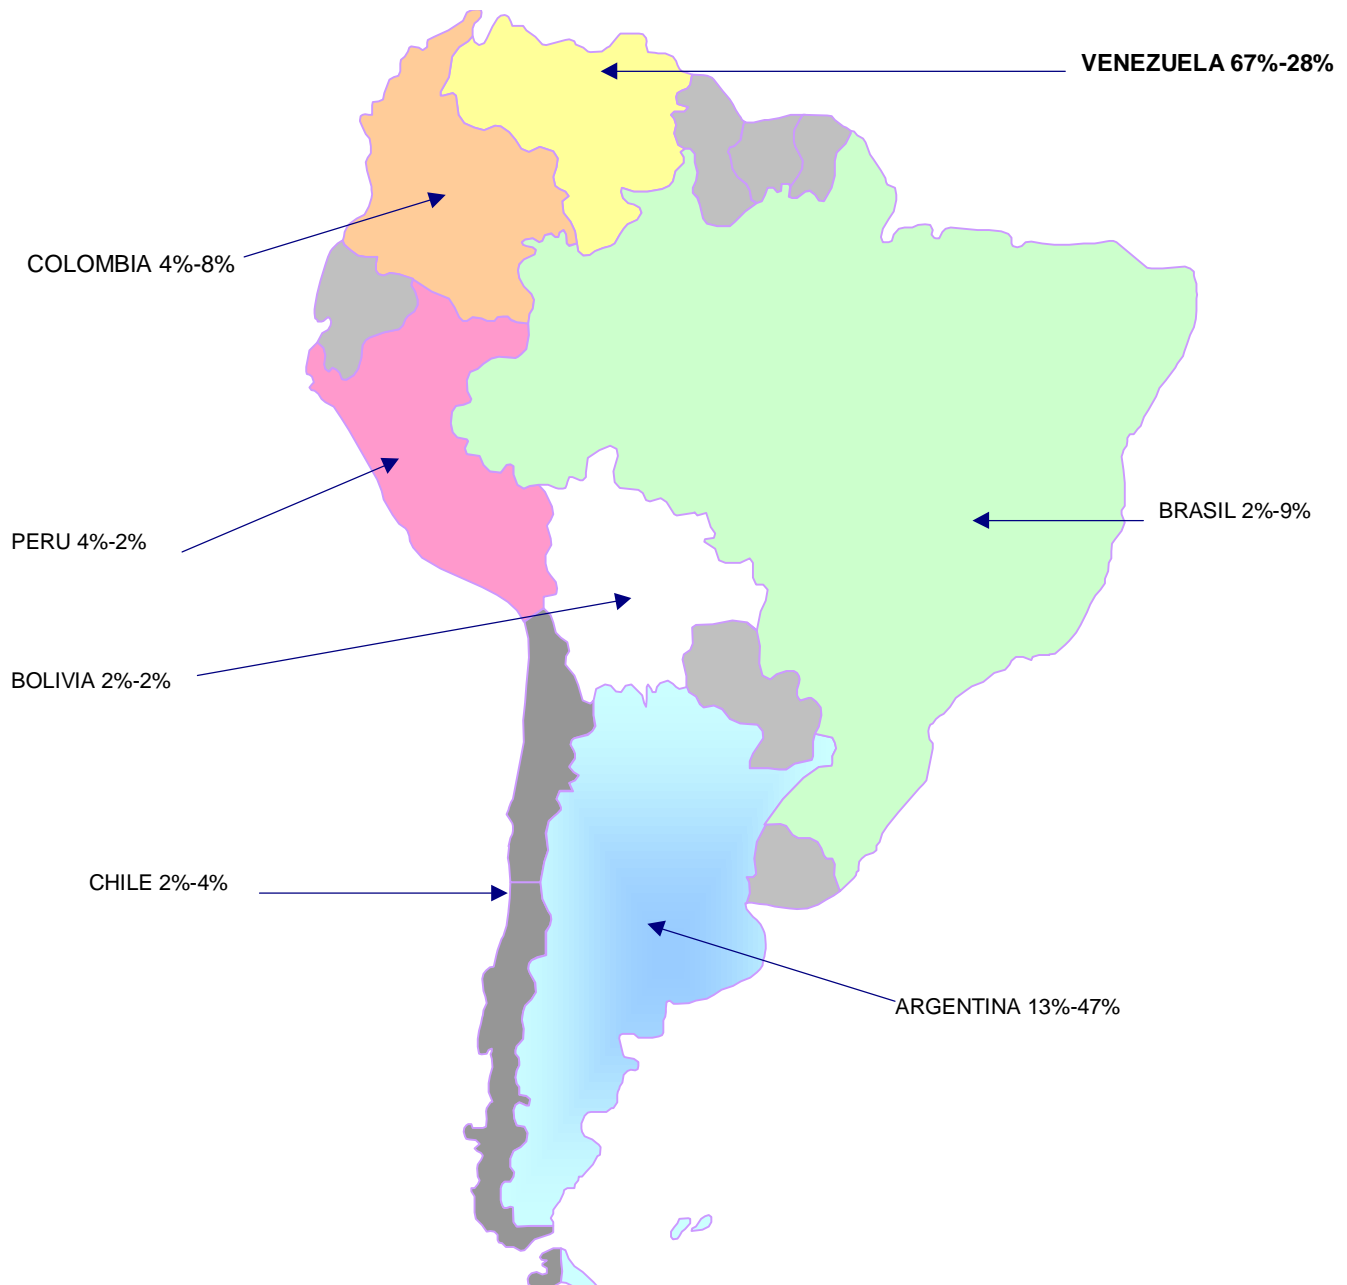 VENEZUELA 67%-28%
COLOMBIA 4%-8%
BRASIL 2%-9%
PERU 4%-2%
BOLIVIA 2%-2%
CHILE 2%-4%
ARGENTINA 13%-47%